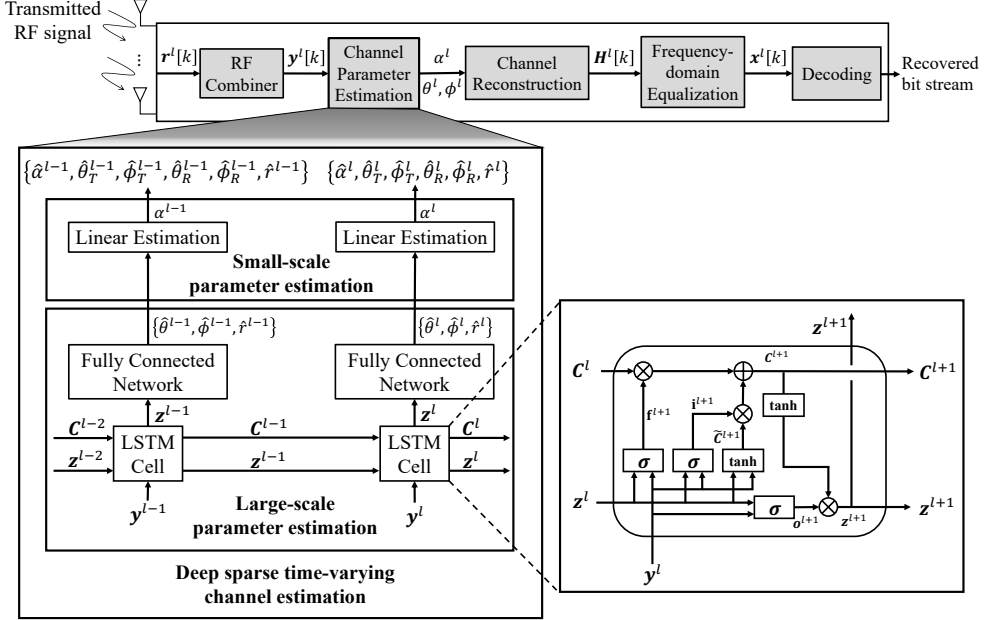 Transmitted
RF signal
...
r^l[k]
RF
Combiner
y^l[k]
Channel
Parameter
Estimation
α^l
θ^l, ϕ^l
Channel
Reconstruction
H^l[k]
Frequency-
domain
Equalization
x^l[k]
Decoding
Recovered
bit stream
{α̂^{l-1}, θ̂_T^{l-1}, ϕ̂_T^{l-1}, θ̂_R^{l-1}, ϕ̂_R^{l-1}, r̂^{l-1}}
{α̂^l, θ̂_T^l, ϕ̂_T^l, θ̂_R^l, ϕ̂_R^l, r̂^l}
α^{l-1}
α^l
Linear Estimation
Linear Estimation
Small-scale
parameter estimation
{θ̂^{l-1}, ϕ̂^{l-1}, r̂^{l-1}}
{θ̂^l, ϕ̂^l, r̂^l}
Fully Connected
Network
Fully Connected
Network
z^{l-1}
z^l
C^{l-2}
LSTM
Cell
C^{l-1}
LSTM
Cell
C^l
z^{l-2}
z^{l-1}
z^l
y^{l-1}
y^l
Large-scale
parameter estimation
Deep sparse time-varying
channel estimation
z^{l+1}
C^l
C^{l+1}
C^{l+1}
f^{l+1}
i^{l+1}
tanh
C̃^{l+1}
σ
σ
tanh
z^l
σ
o^{l+1}
z^{l+1}
z^{l+1}
y^l